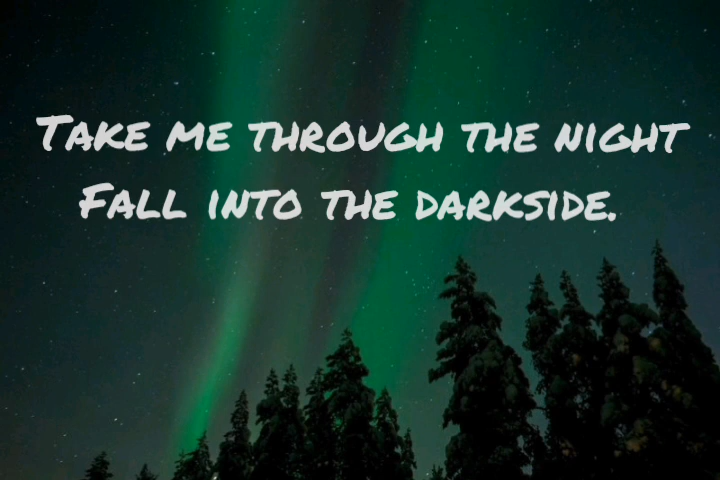 Take me through the night
Fall into the darkside.